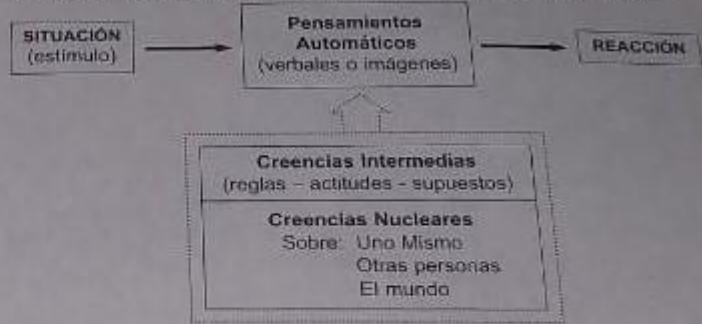 SITUACIÓN
(estímulo)
Pensamientos
Automáticos
(verbales o imágenes)
REACCIÓN
Creencias Intermedias
(reglas – actitudes - supuestos)
Creencias Nucleares
Sobre: Uno Mismo
Otras personas
El mundo